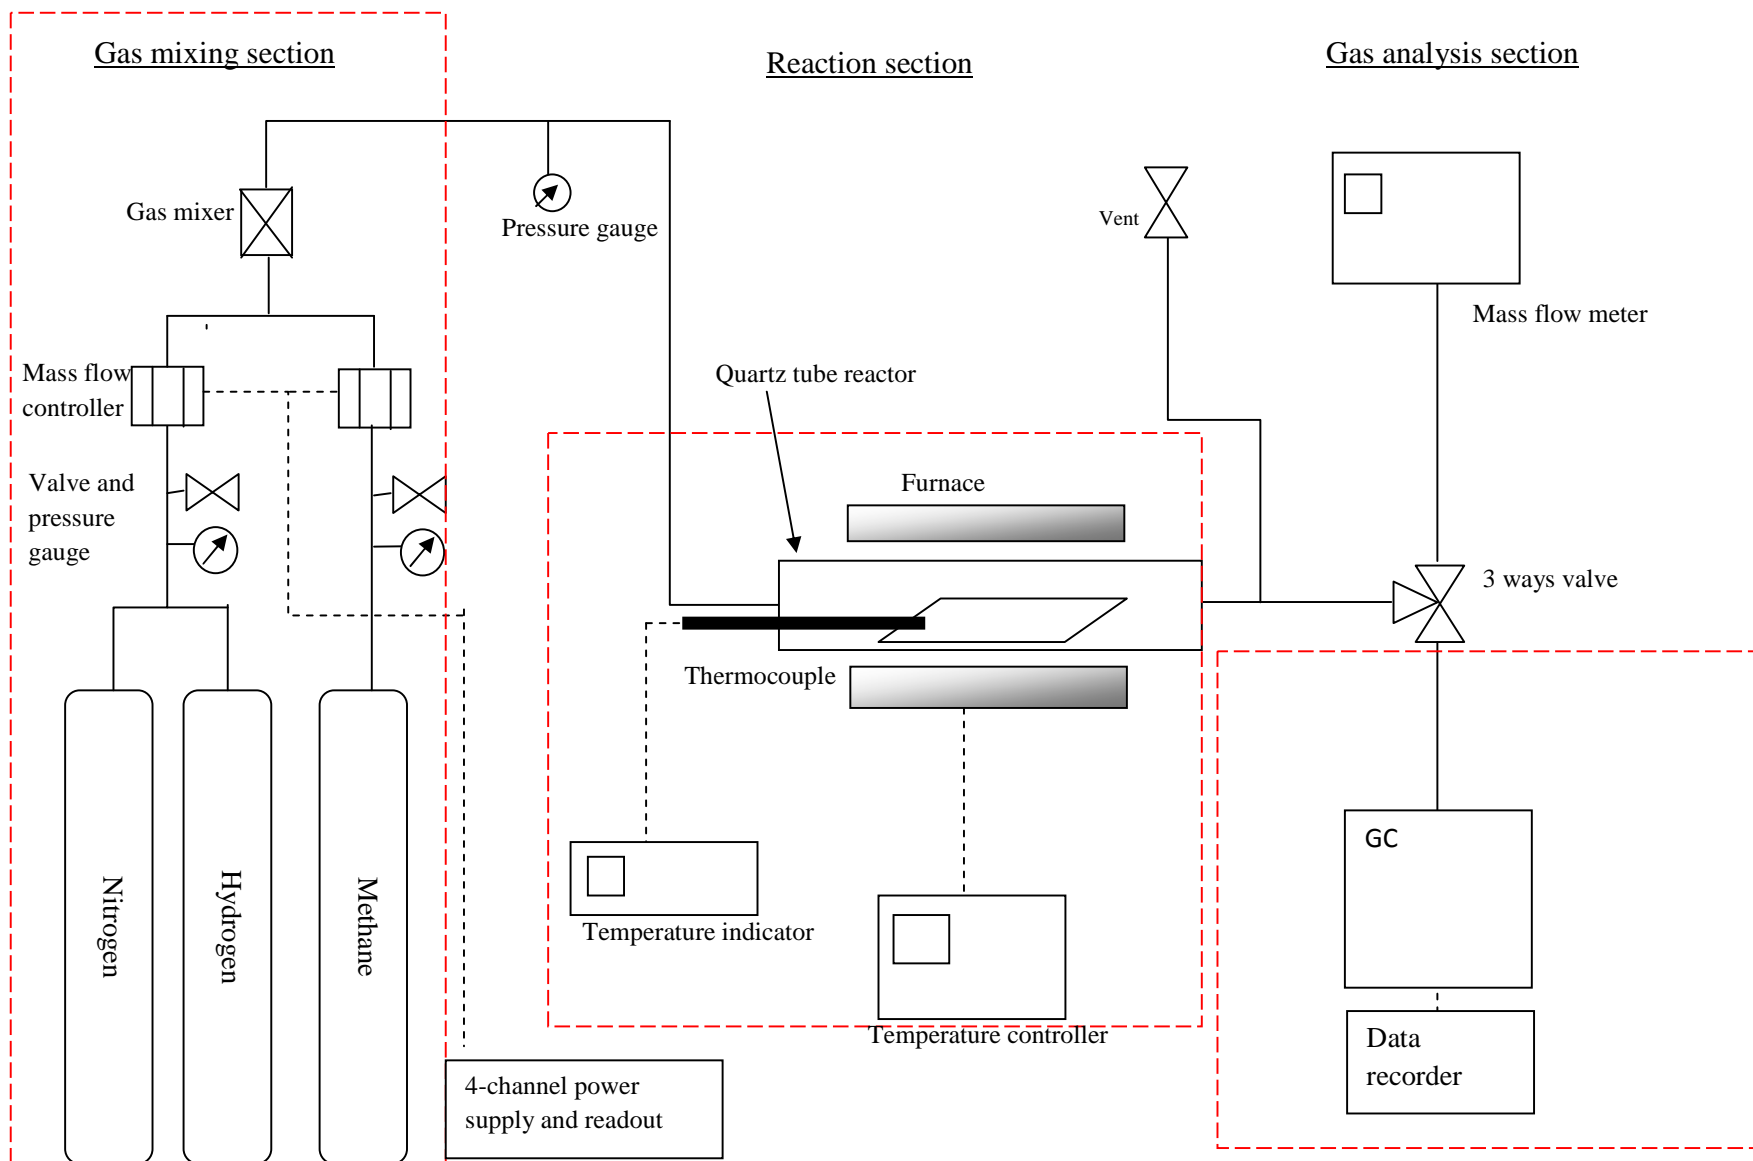 Gas mixing section
Reaction section
Gas analysis section
Gas mixer
Pressure gauge
Vent
Mass flow meter
Mass flow
controller
Quartz tube reactor
Valve and
pressure
gauge
Furnace
3 ways valve
Thermocouple
GC
Nitrogen
Hydrogen
Methane
Temperature indicator
Temperature controller
Data
recorder
4-channel power
supply and readout